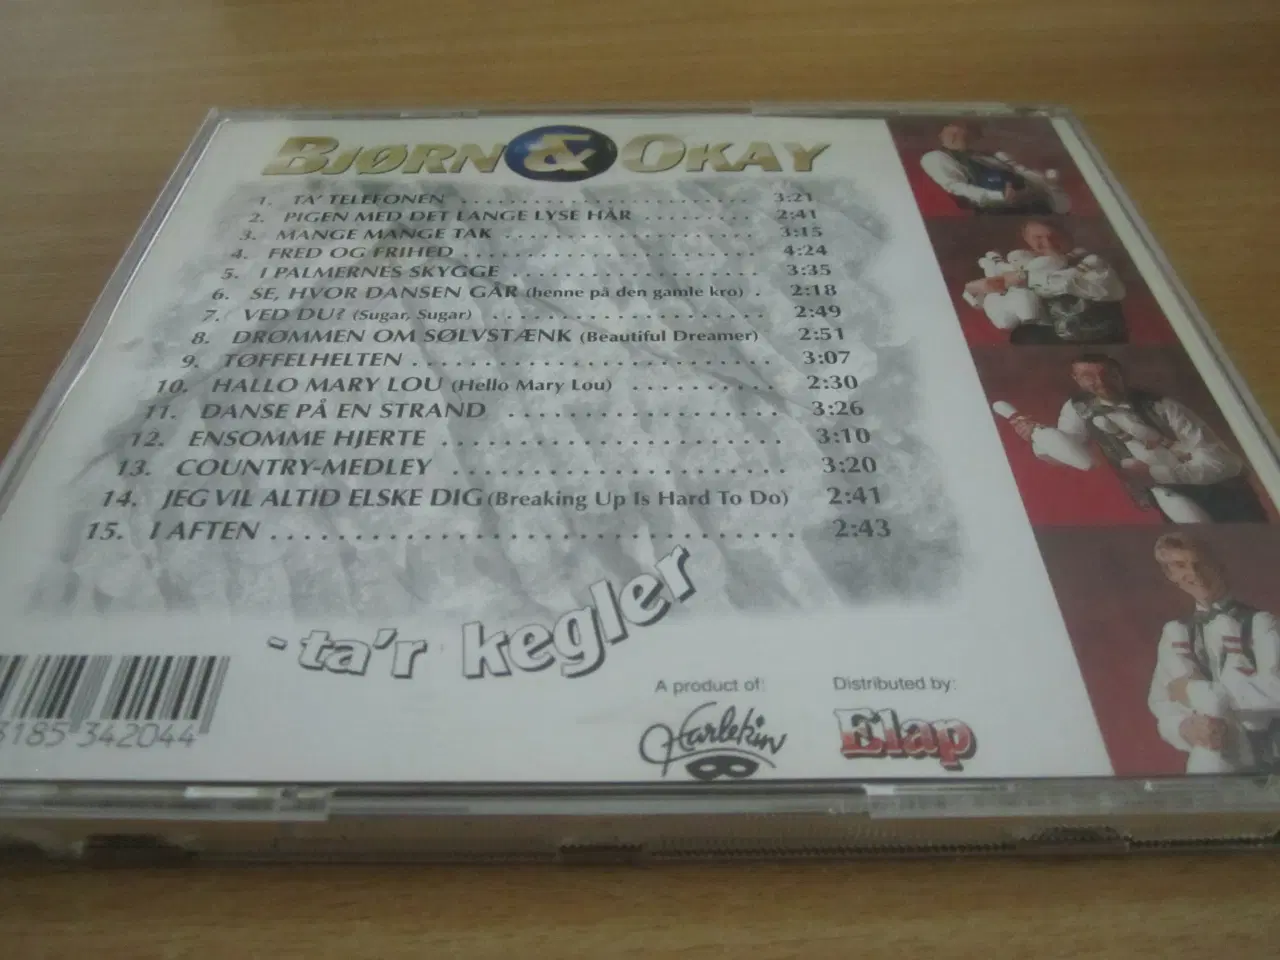 BJØRN & OKAY
1. TA' TELEFONEN 3:21
2. PIGEN MED DET LANGE LYSE HÅR 2:41
3. MANGE MANGE TAK 3:15
4. FRED OG FRIHED 4:24
5. I PALMERNES SKYGGE 3:35
6. SE, HVOR DANSEN GÅR (henne på den gamle kro) 2:18
7. VED DU? (Sugar, Sugar) 2:49
8. DRØMMEN OM SØLVSTÆNK (Beautiful Dreamer) 2:51
9. TØFFELHELTEN 3:07
10. HALLO MARY LOU (Hello Mary Lou) 2:30
11. DANSE PÅ EN STRAND 3:26
12. ENSOMME HJERTE 3:10
13. COUNTRY-MEDLEY 3:20
14. JEG VIL ALTID ELSKE DIG (Breaking Up Is Hard To Do) 2:41
15. I AFTEN 2:43
- ta'r kegler
A product of: Distributed by:
Harlekin Elap
185 342044